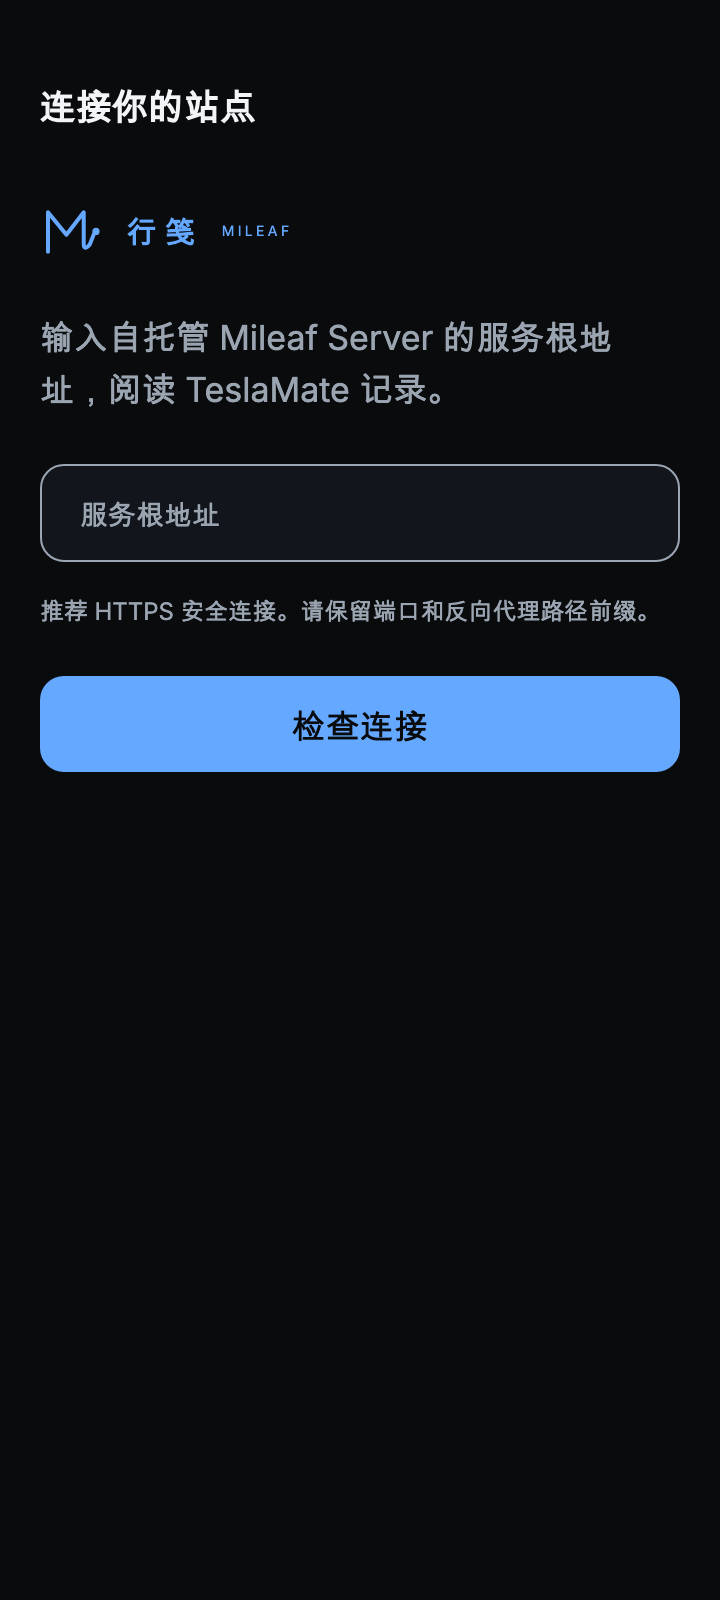 连接你的站点
行笺 MILEAF
输入自托管 Mileaf Server 的服务根地
址，阅读 TeslaMate 记录。
服务根地址
推荐 HTTPS 安全连接。请保留端口和反向代理路径前缀。
检查连接